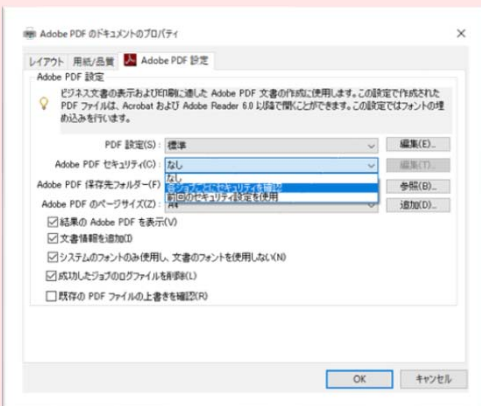 Adobe PDF のドキュメントのプロパティ
レイアウト 用紙/品質 Adobe PDF 設定
Adobe PDF 設定
ビジネス文書の表示および印刷に適した Adobe PDF 文書の作成に使用します。この設定で作成された
PDF ファイルは、Acrobat および Adobe Reader 6.0 以降で開くことができます。この設定ではフォントの埋
め込みを行います。
PDF 設定(S): 標準 編集(E)...
Adobe PDF セキュリティ(C): なし 編集(T)...
なし
Adobe PDF 保存先フォルダー(F) 各ジョブごとにセキュリティを確認 参照(B)...
前回のセキュリティ設定を使用
Adobe PDF のページサイズ(Z): A4 追加(D)...
結果の Adobe PDF を表示(V)
文書情報を追加(I)
システムのフォントのみ使用し、文書のフォントを使用しない(N)
成功したジョブのログファイルを削除(L)
既存の PDF ファイルの上書きを確認(R)
OK キャンセル